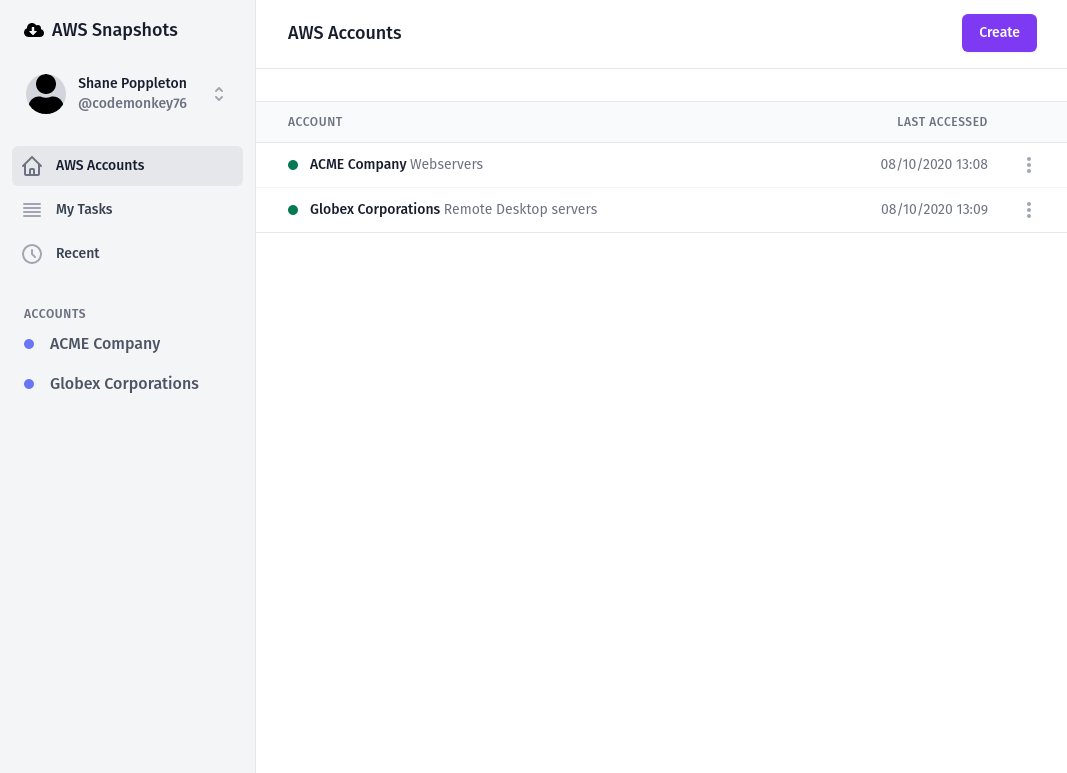 AWS Snapshots
Shane Poppleton
@codemonkey76
AWS Accounts
My Tasks
Recent
ACCOUNTS
ACME Company
Globex Corporations
AWS Accounts
Create
ACCOUNT LAST ACCESSED
ACME Company Webservers 08/10/2020 13:08
Globex Corporations Remote Desktop servers 08/10/2020 13:09